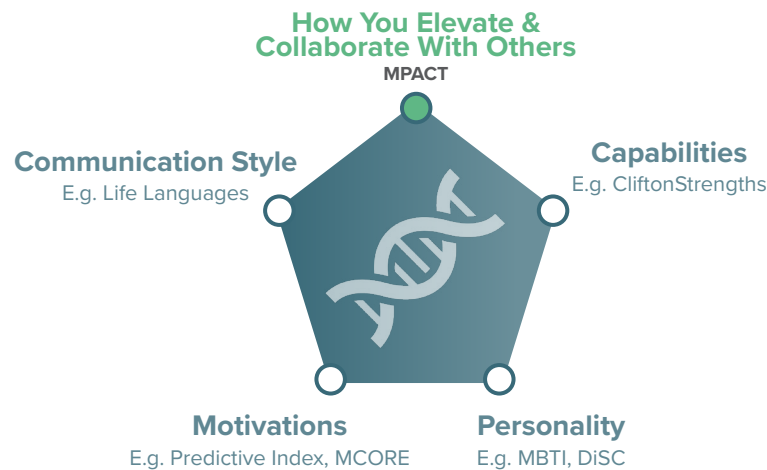 How You Elevate &
Collaborate With Others
MPACT
Communication Style
E.g. Life Languages
Capabilities
E.g. CliftonStrengths
Motivations
E.g. Predictive Index, MCORE
Personality
E.g. MBTI, DiSC